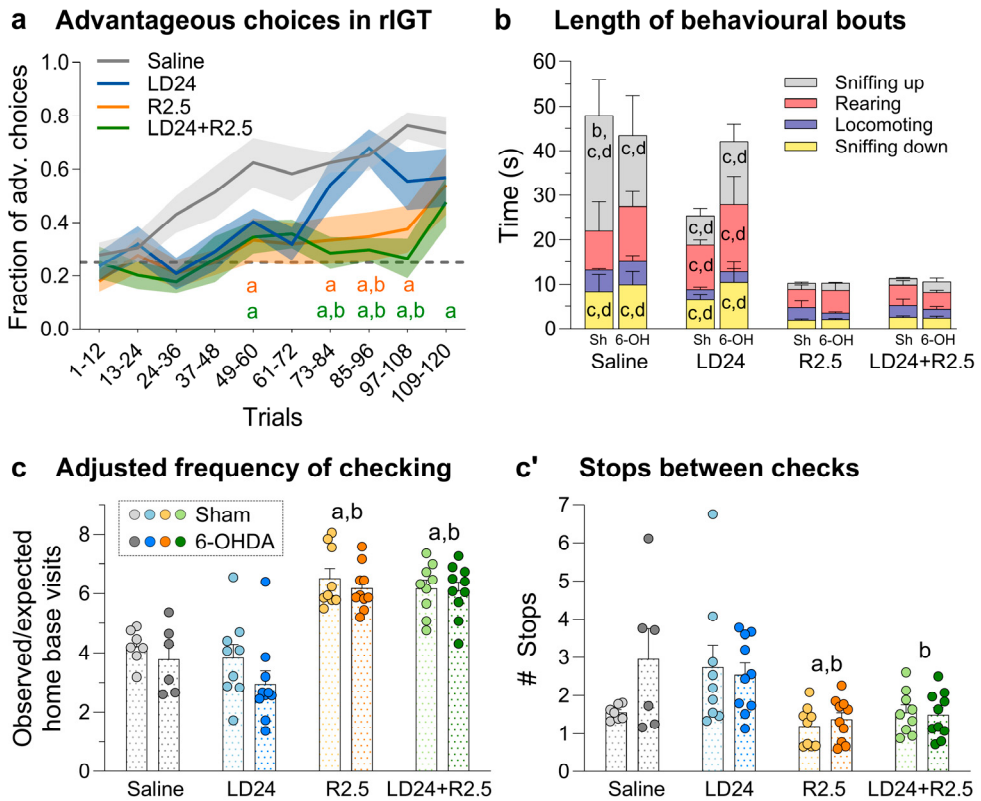 a Advantageous choices in rIGT
Fraction of adv. choices
1.0
0.8
0.6
0.4
0.2
0.0
Saline
LD24
R2.5
LD24+R2.5
a a a,b a
a a,b a,b a,b a
1-12 13-24 24-36 37-48 49-60 61-72 73-84 85-96 97-108 109-120
Trials
b Length of behavioural bouts
Time (s)
60
50
40
30
20
10
0
Sniffing up
Rearing
Locomoting
Sniffing down
b,
c,d c,d c,d
c,d
c,d c,d
c,d c,d c,d c,d
Sh 6-OH Sh 6-OH Sh 6-OH Sh 6-OH
Saline LD24 R2.5 LD24+R2.5
c Adjusted frequency of checking
Observed/expected
home base visits
8
6
4
2
0
Sham
6-OHDA
a,b a,b
Saline LD24 R2.5 LD24+R2.5
c' Stops between checks
# Stops
7
6
5
4
3
2
1
0
a,b b
Saline LD24 R2.5 LD24+R2.5